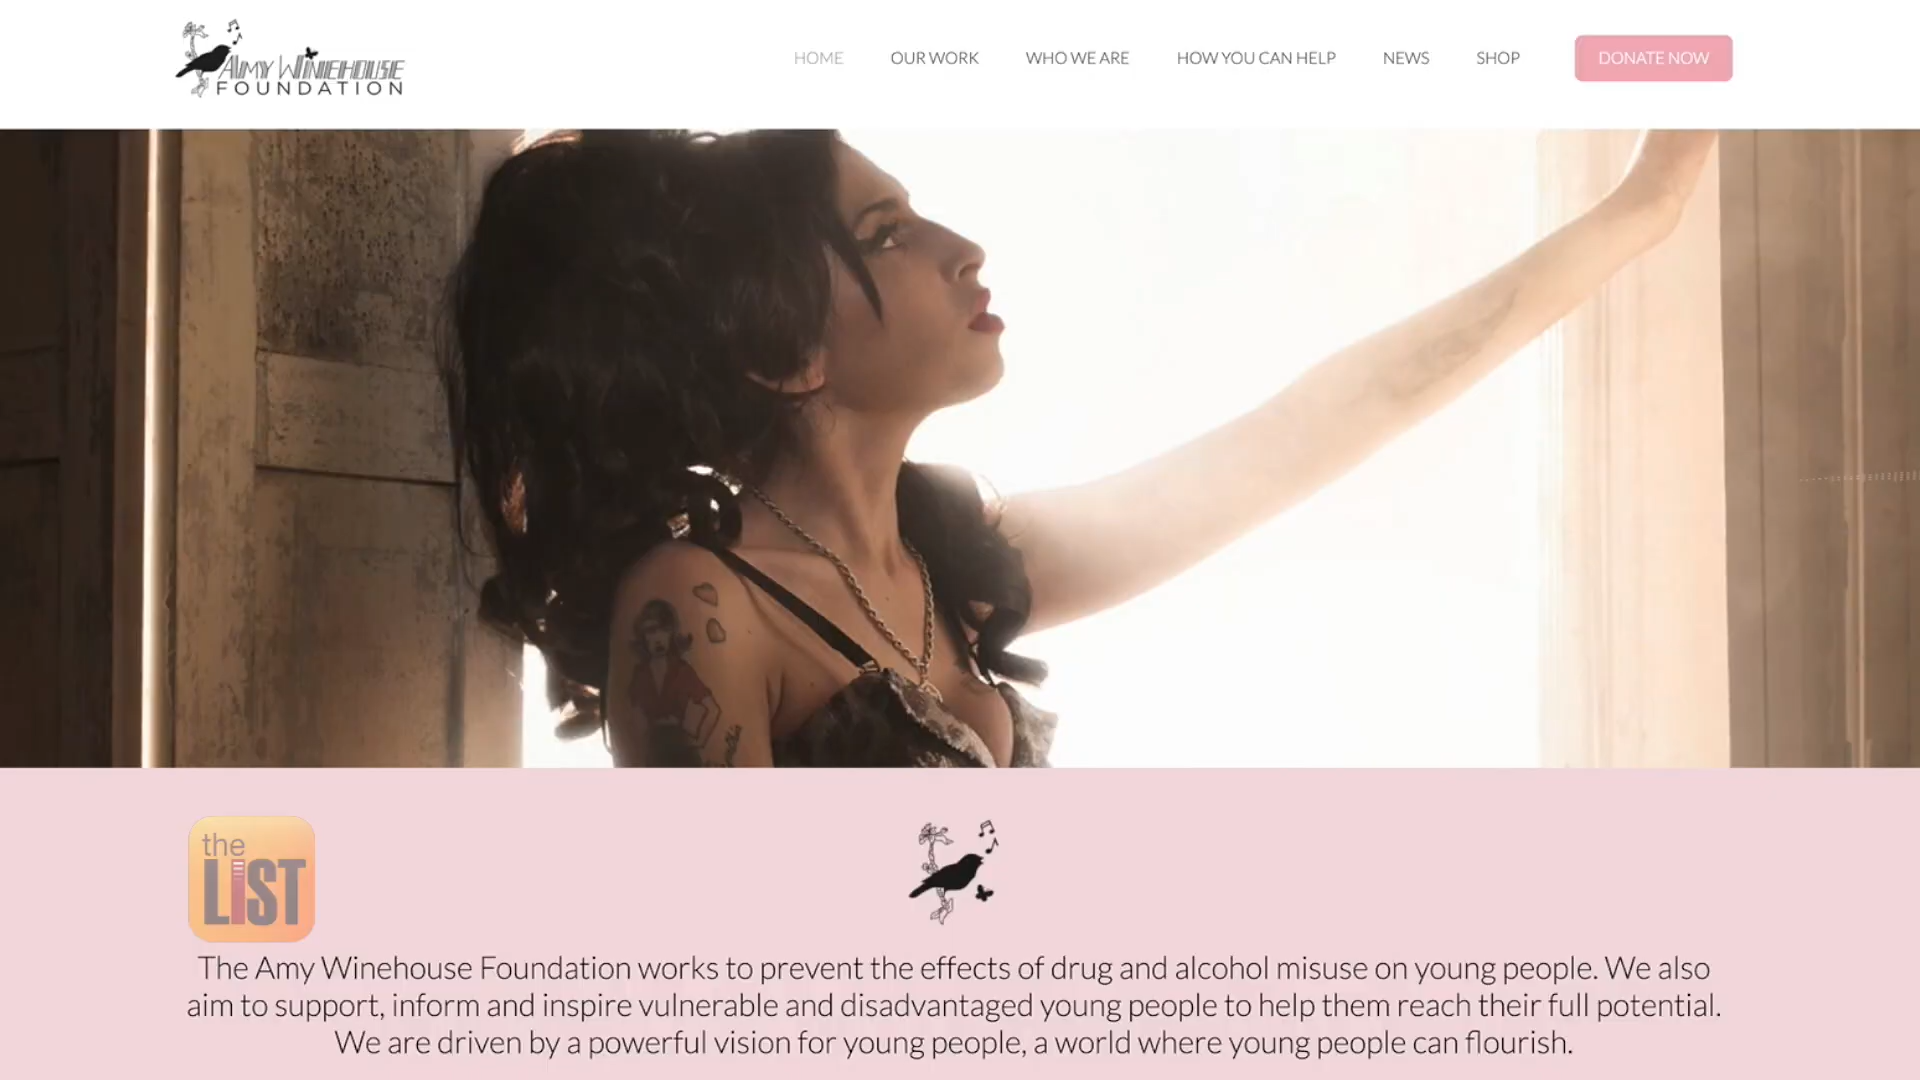 AMY WINEHOUSE
FOUNDATION
HOME OUR WORK WHO WE ARE HOW YOU CAN HELP NEWS SHOP DONATE NOW
the
LIST
The Amy Winehouse Foundation works to prevent the effects of drug and alcohol misuse on young people. We also
aim to support, inform and inspire vulnerable and disadvantaged young people to help them reach their full potential.
We are driven by a powerful vision for young people, a world where young people can flourish.